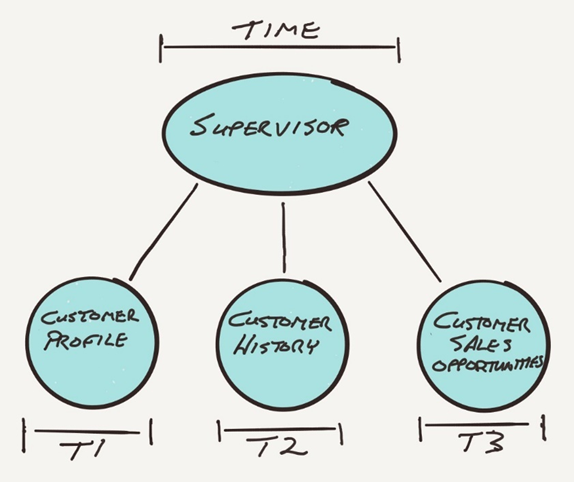 TIME
SUPERVISOR
CUSTOMER
PROFILE
CUSTOMER
HISTORY
CUSTOMER
SALES
OPPORTUNITIES
T1
T2
T3